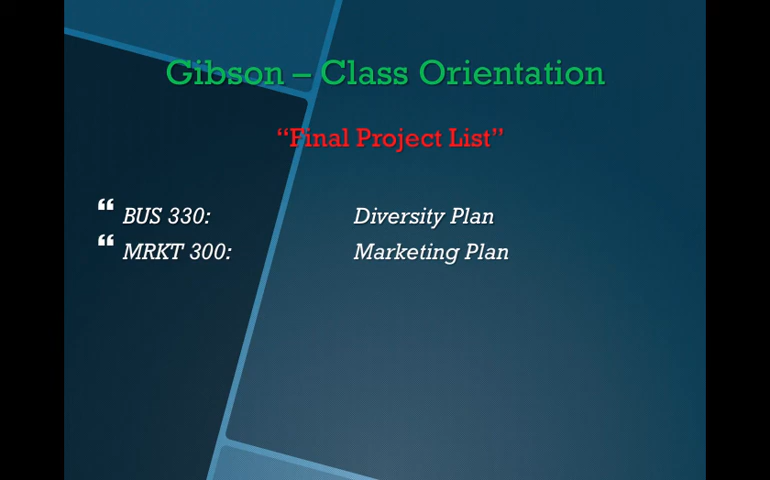 Gibson – Class Orientation
“Final Project List”
“ BUS 330: Diversity Plan
“ MRKT 300: Marketing Plan